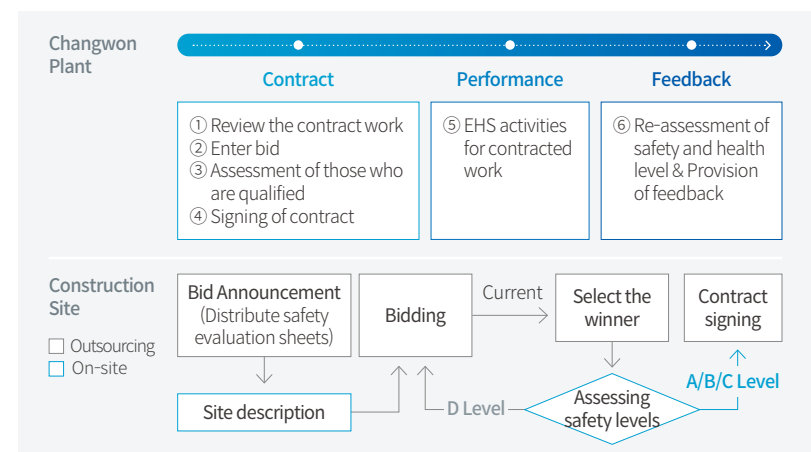 Changwon
Plant
Contract
Performance
Feedback
① Review the contract work
② Enter bid
③ Assessment of those who
are qualified
④ Signing of contract
⑤ EHS activities
for contracted
work
⑥ Re-assessment of
safety and health
level & Provision
of feedback
Construction
Site
Outsourcing
On-site
Bid Announcement
(Distribute safety
evaluation sheets)
Site description
Bidding
Current
Select the
winner
Contract
signing
Assessing
safety levels
D Level
A/B/C Level